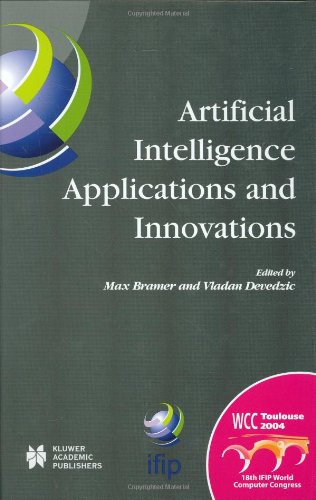 Artificial
Intelligence
Applications and
Innovations
Edited by
Max Bramer and Vladan Devedzic
KLUWER
ACADEMIC
PUBLISHERS
ifip
WCC Toulouse
2004
18th IFIP World
Computer Congress